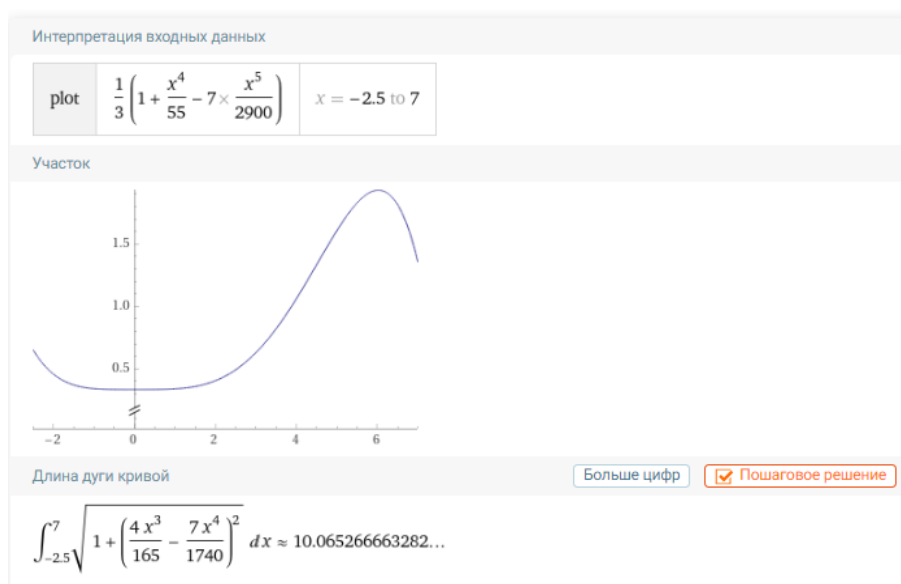 Интерпретация входных данных
plot 1/3 (1 + x^4/55 − 7 × x^5/2900) x = −2.5 to 7
Участок
1.5
1.0
0.5
−2 0 2 4 6
Длина дуги кривой Больше цифр Пошаговое решение
∫_{−2.5}^{7} √(1 + (4 x^3/165 − 7 x^4/1740)^2) dx ≈ 10.065266663282...